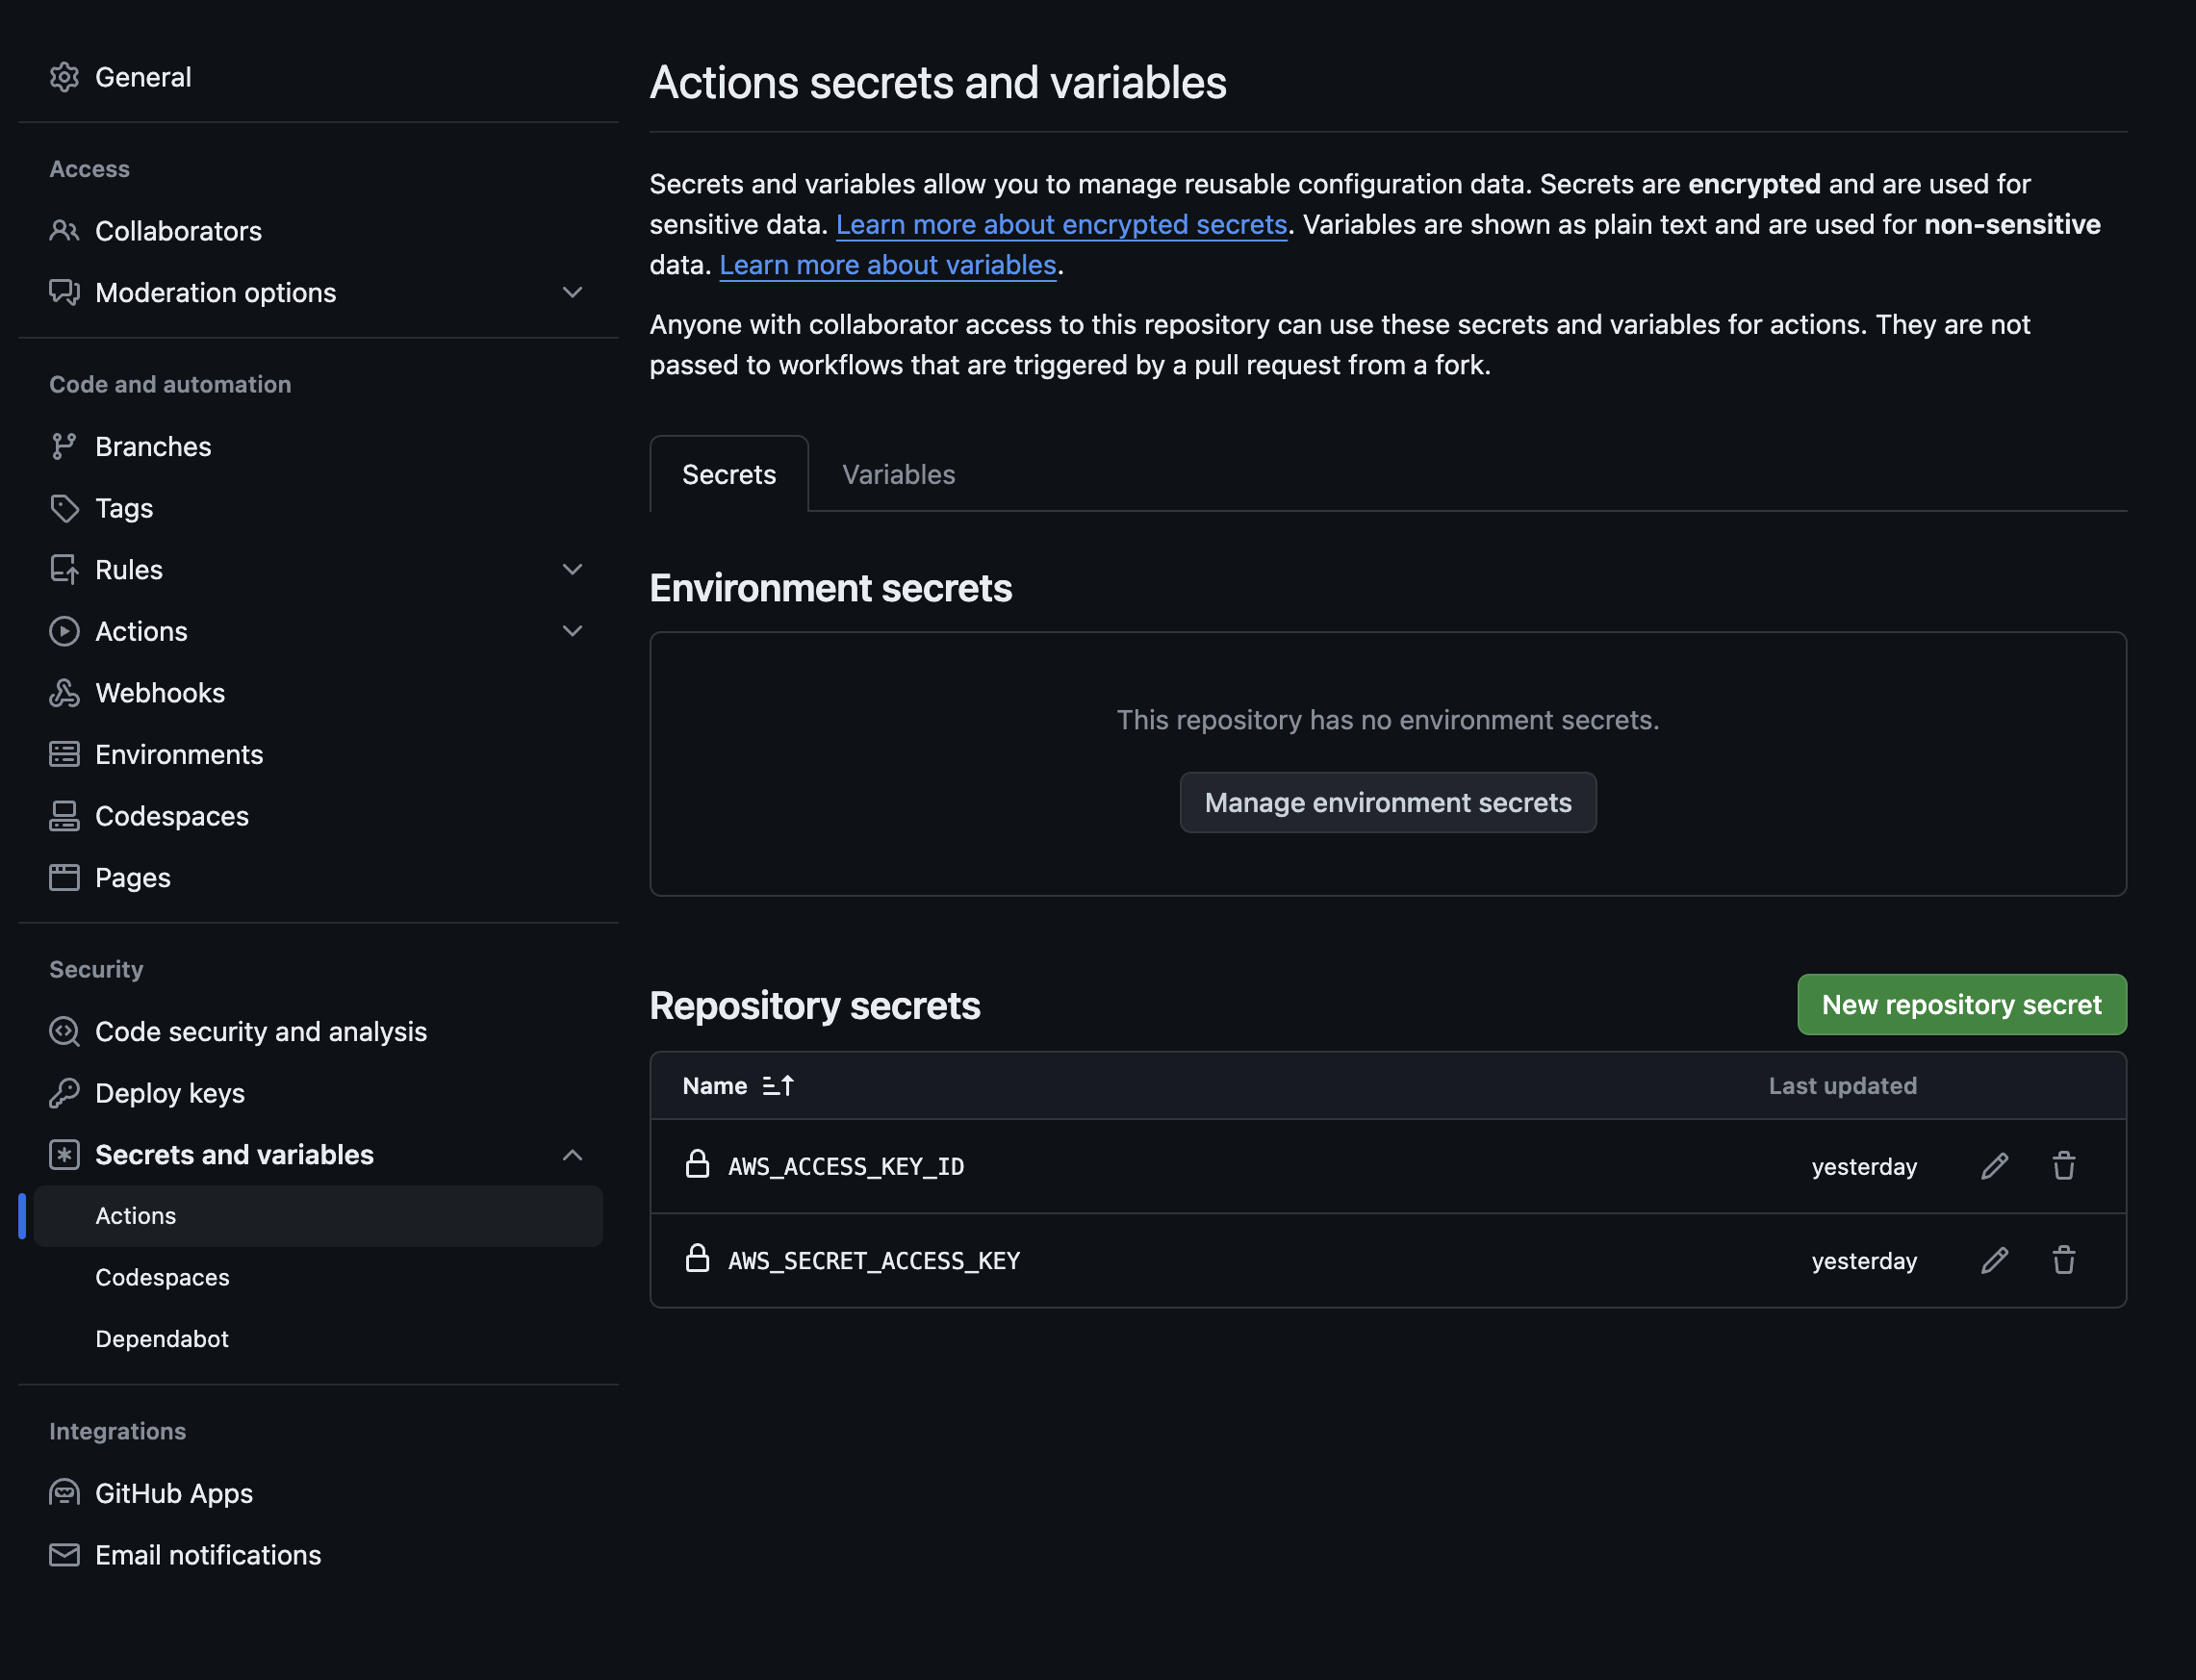 General
Access
Collaborators
Moderation options
Code and automation
Branches
Tags
Rules
Actions
Webhooks
Environments
Codespaces
Pages
Security
Code security and analysis
Deploy keys
Secrets and variables
Actions
Codespaces
Dependabot
Integrations
GitHub Apps
Email notifications
Actions secrets and variables
Secrets and variables allow you to manage reusable configuration data. Secrets are encrypted and are used for
sensitive data. Learn more about encrypted secrets. Variables are shown as plain text and are used for non-sensitive
data. Learn more about variables.
Anyone with collaborator access to this repository can use these secrets and variables for actions. They are not
passed to workflows that are triggered by a pull request from a fork.
Secrets Variables
Environment secrets
This repository has no environment secrets.
Manage environment secrets
Repository secrets New repository secret
Name Last updated
AWS_ACCESS_KEY_ID yesterday
AWS_SECRET_ACCESS_KEY yesterday